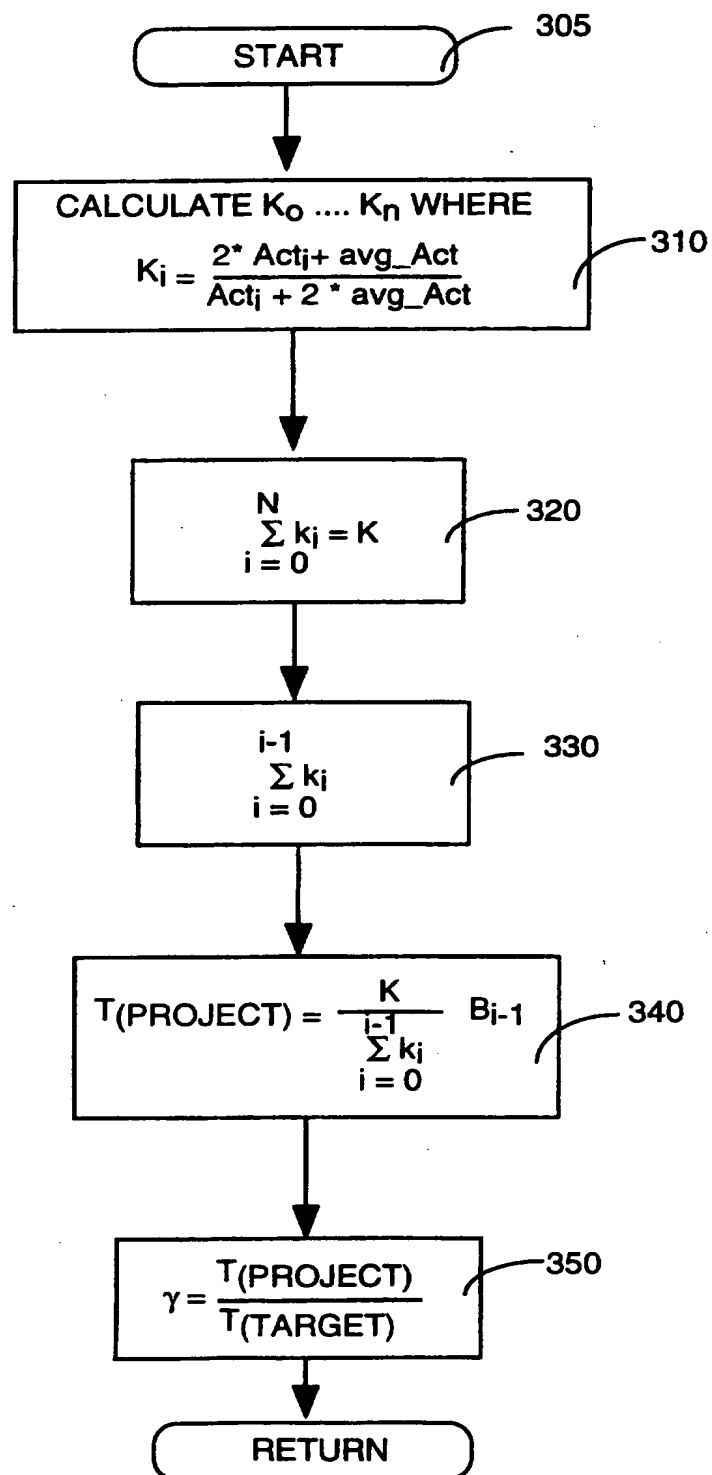 START
305
CALCULATE Ko .... Kn WHERE
Ki = 2* Acti+ avg_Act
Acti + 2 * avg_Act
310
N
Σ ki = K
i = 0
320
i-1
Σ ki
i = 0
330
T(PROJECT) = K Bi-1
i-1
Σ ki
i = 0
340
γ = T(PROJECT)
T(TARGET)
350
RETURN